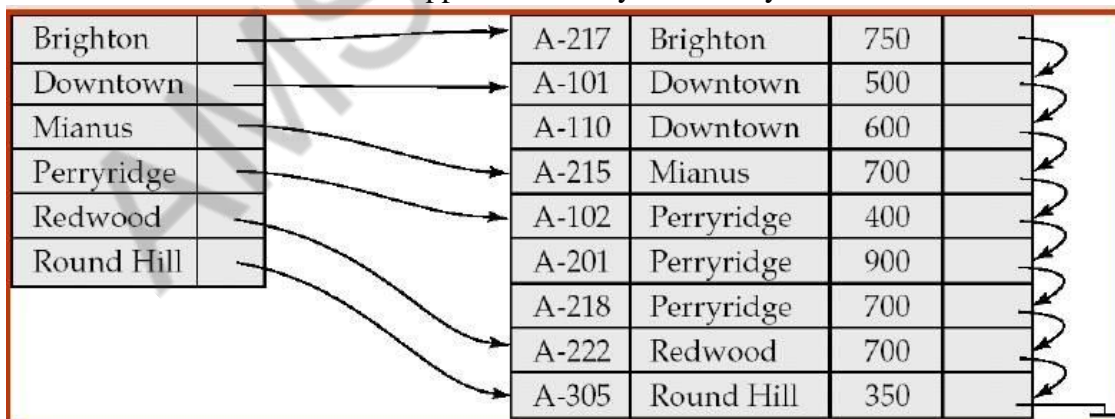 Brighton
Downtown
Mianus
Perryridge
Redwood
Round Hill
A-217 Brighton 750
A-101 Downtown 500
A-110 Downtown 600
A-215 Mianus 700
A-102 Perryridge 400
A-201 Perryridge 900
A-218 Perryridge 700
A-222 Redwood 700
A-305 Round Hill 350
AMS